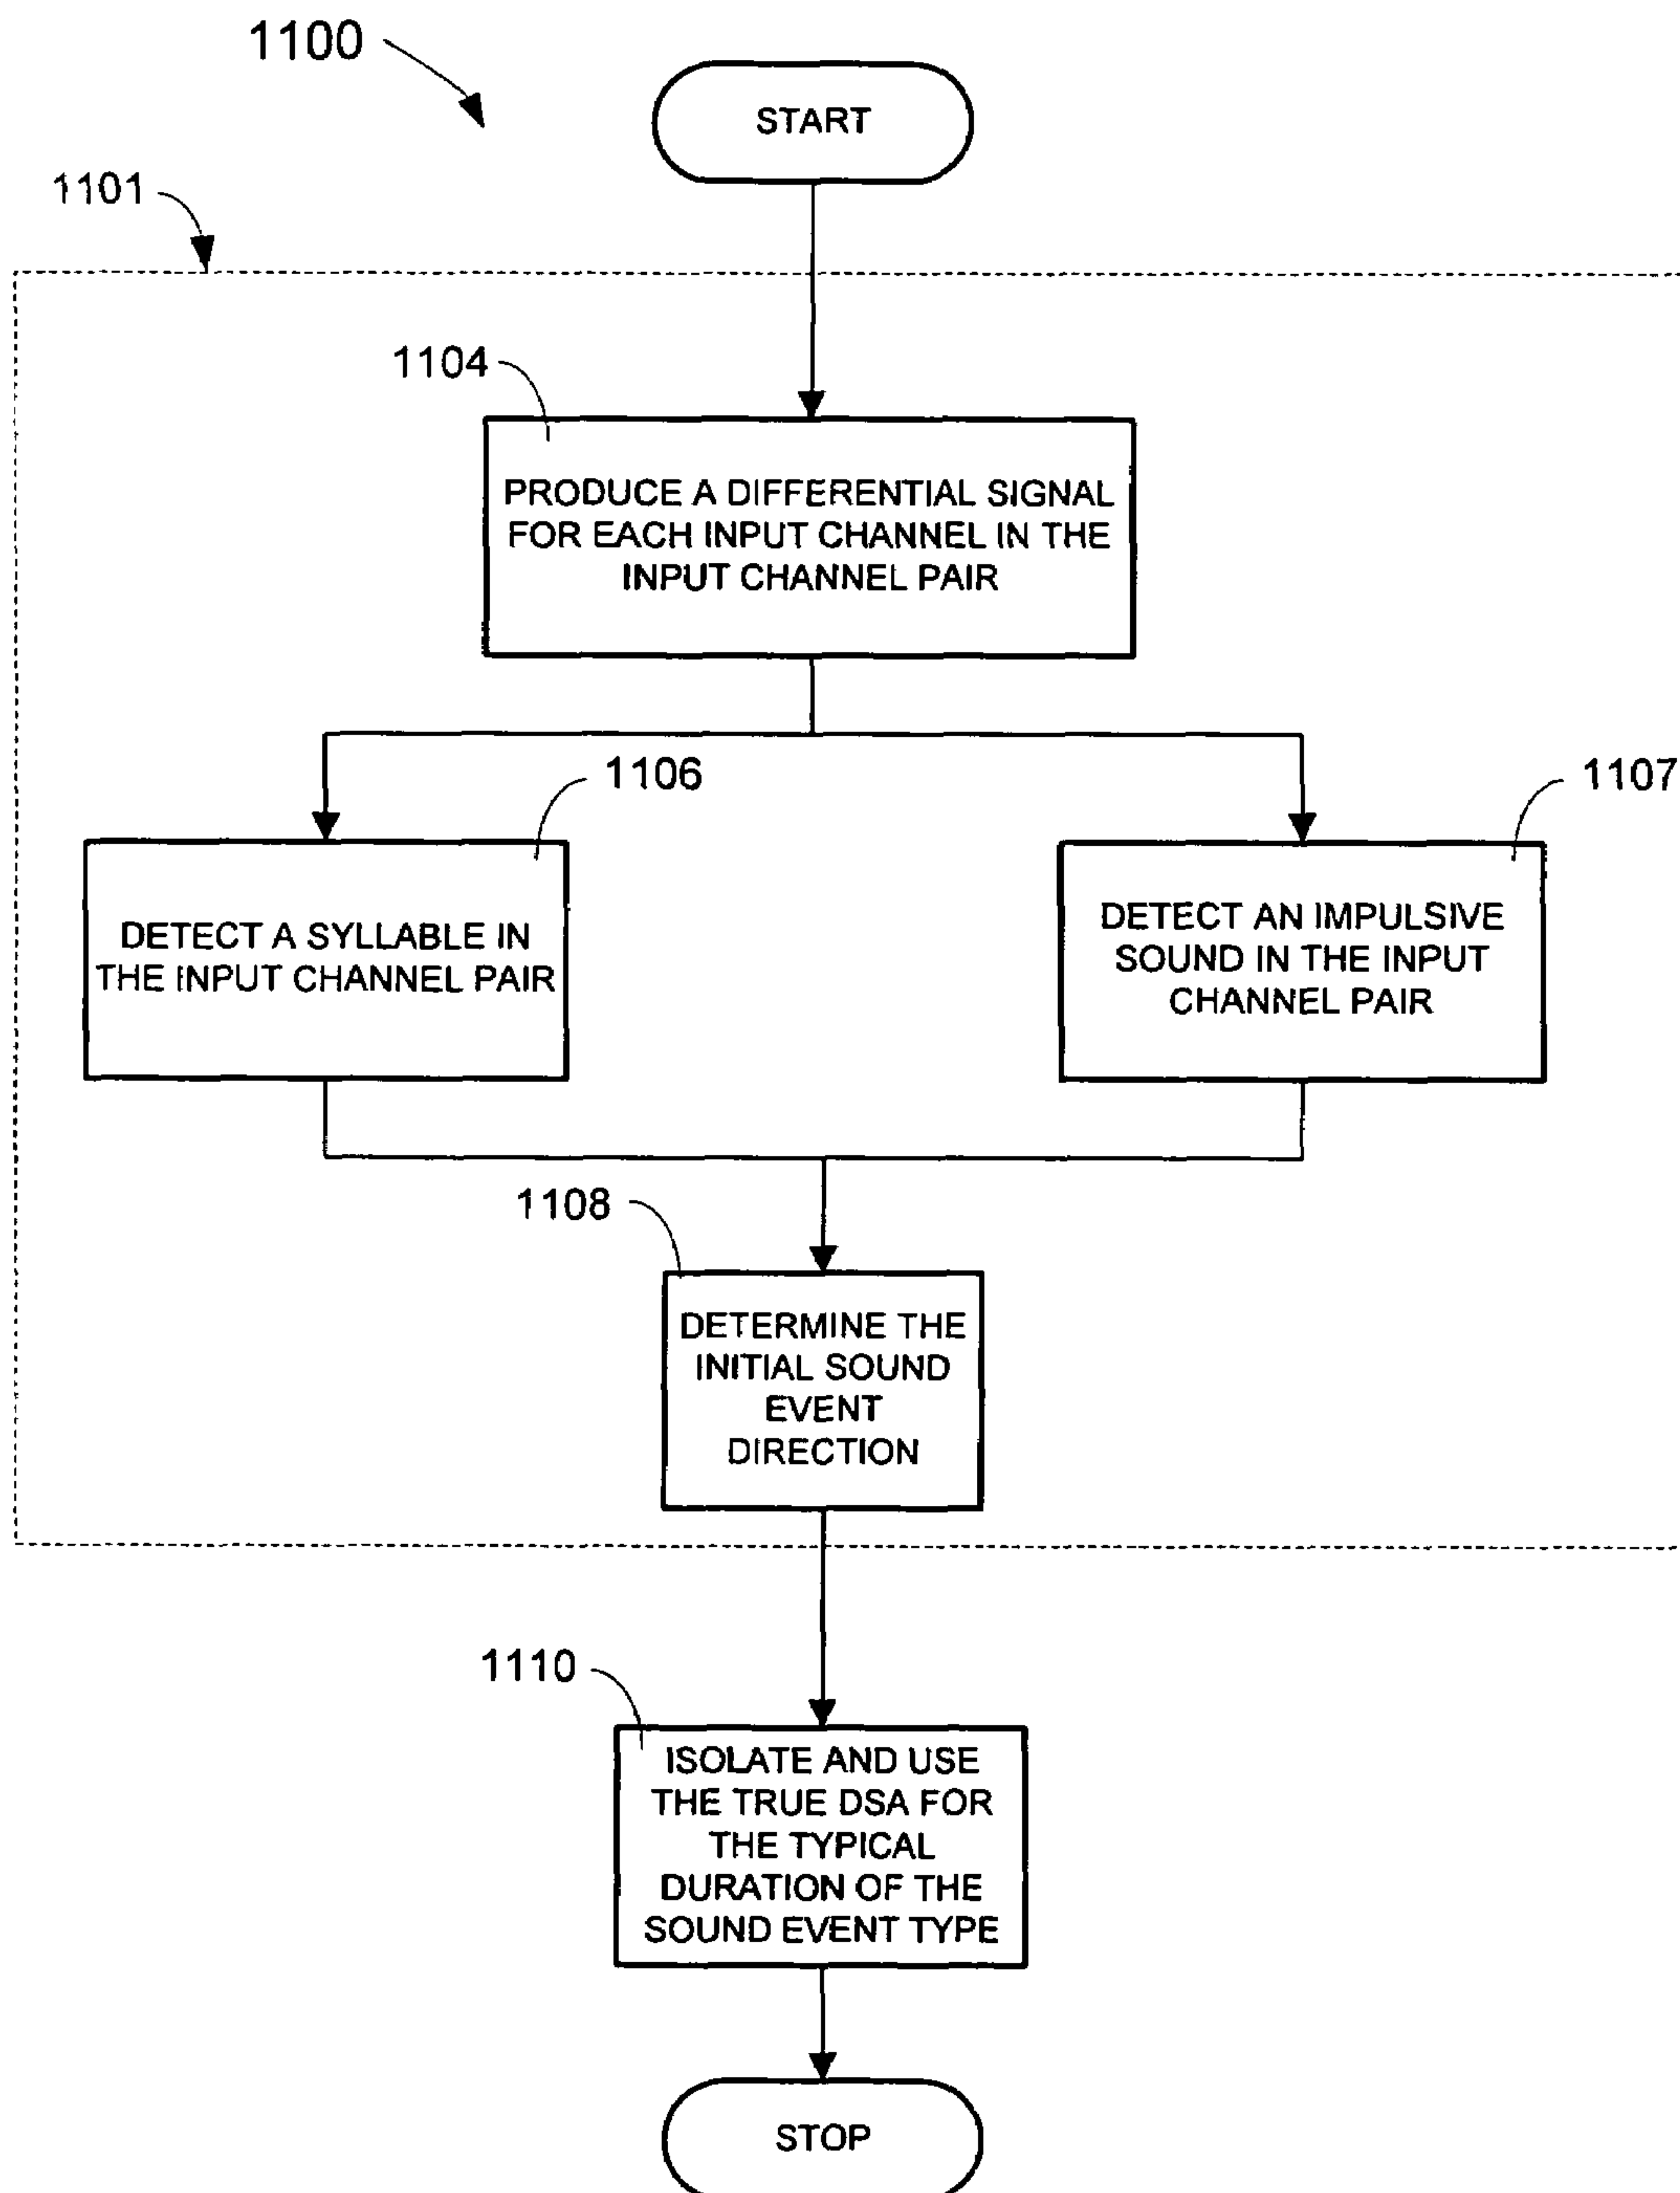 1100
START
1101
1104
PRODUCE A DIFFERENTIAL SIGNAL
FOR EACH INPUT CHANNEL IN THE
INPUT CHANNEL PAIR
1106
1107
DETECT A SYLLABLE IN
THE INPUT CHANNEL PAIR
DETECT AN IMPULSIVE
SOUND IN THE INPUT
CHANNEL PAIR
1108
DETERMINE THE
INITIAL SOUND
EVENT
DIRECTION
1110
ISOLATE AND USE
THE TRUE DSA FOR
THE TYPICAL
DURATION OF THE
SOUND EVENT TYPE
STOP